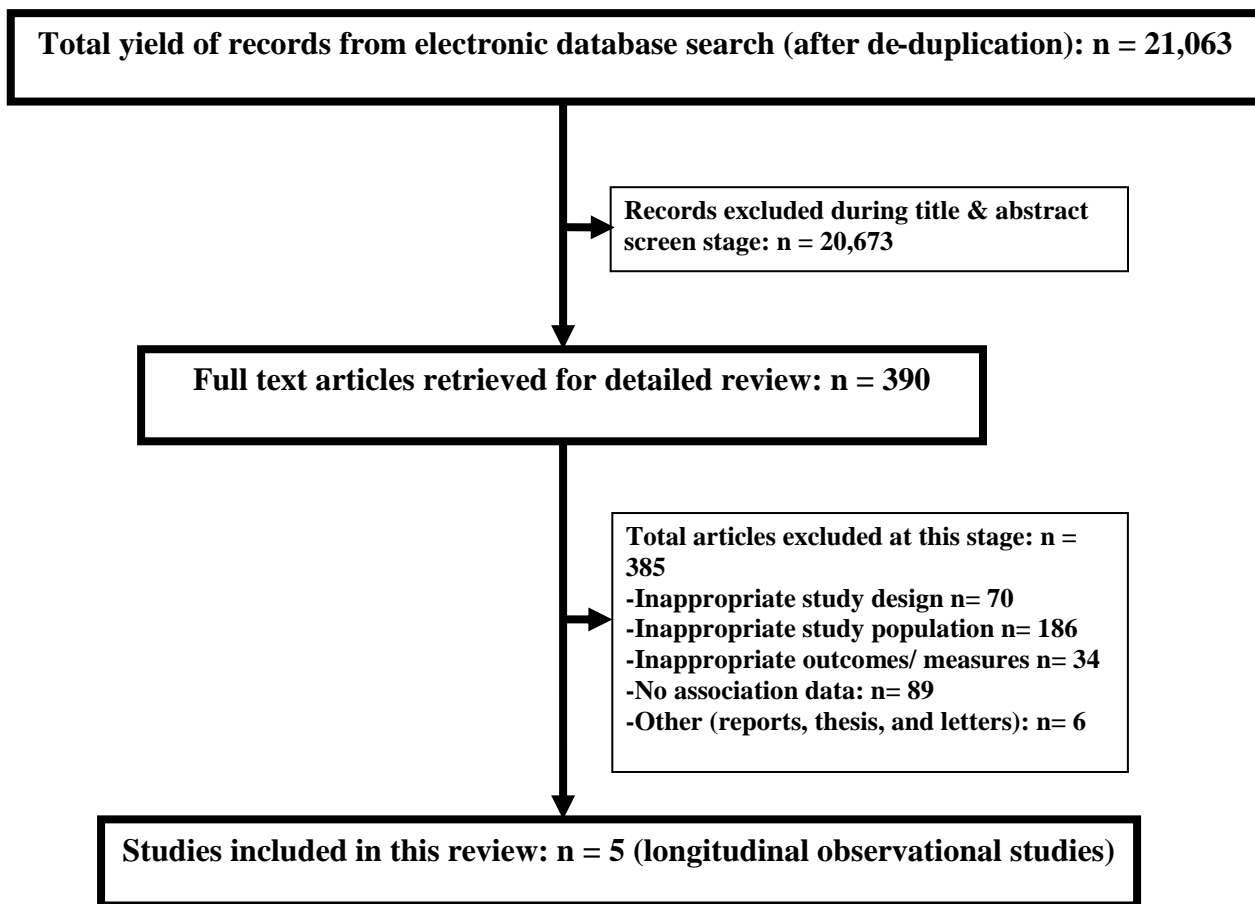 Total yield of records from electronic database search (after de-duplication): n = 21,063
Records excluded during title & abstract
screen stage: n = 20,673
Full text articles retrieved for detailed review: n = 390
Total articles excluded at this stage: n =
385
-Inappropriate study design n= 70
-Inappropriate study population n= 186
-Inappropriate outcomes/ measures n= 34
-No association data: n= 89
-Other (reports, thesis, and letters): n= 6
Studies included in this review: n = 5 (longitudinal observational studies)